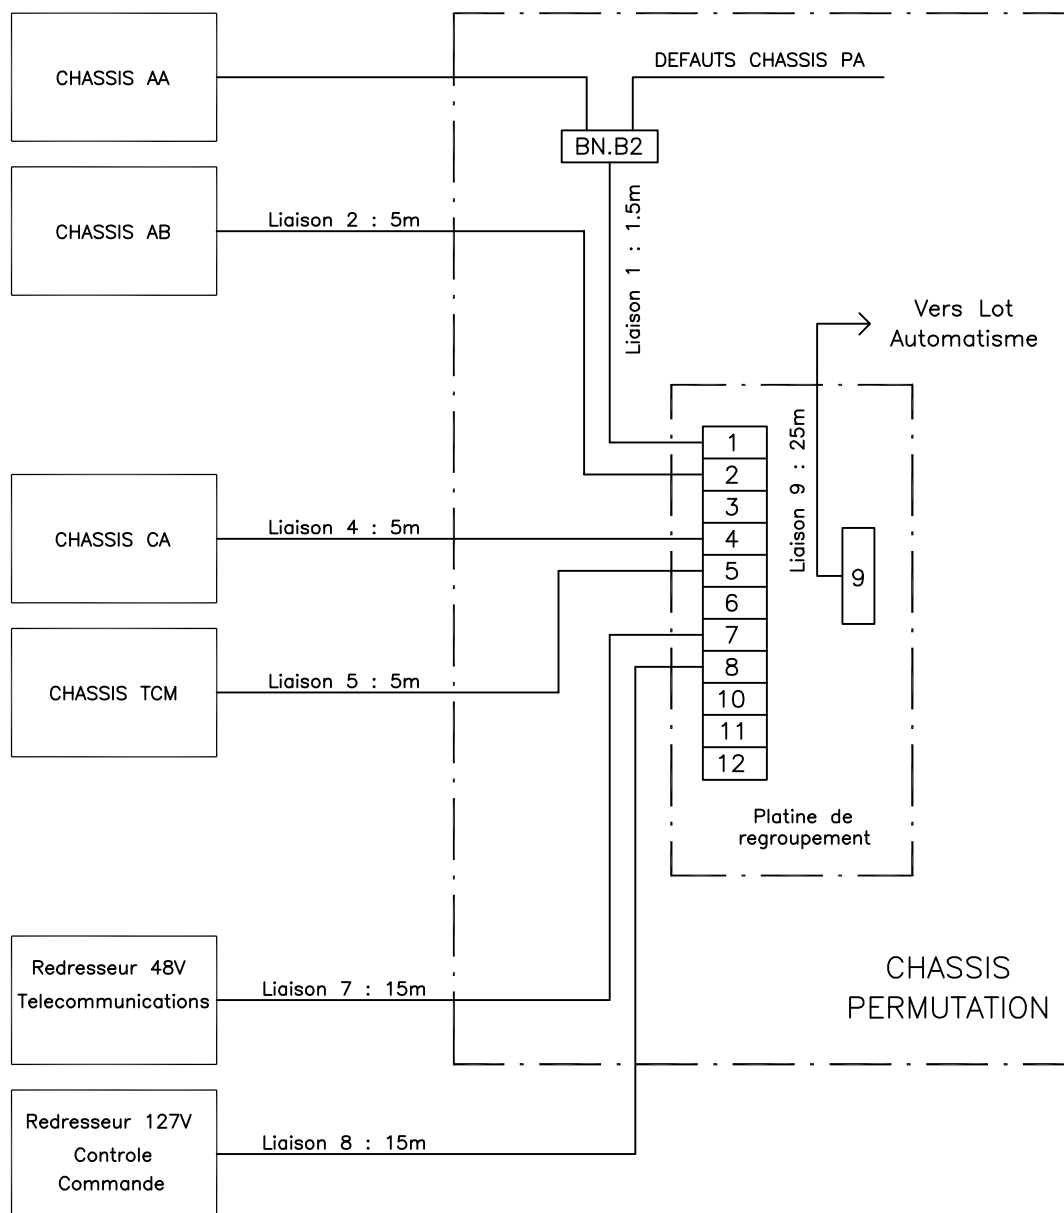 CHASSIS AA
DEFAUTS CHASSIS PA
BN.B2
CHASSIS AB
Liaison 2 : 5m
Liaison 1 : 1.5m
Vers Lot
Automatisme
Liaison 9 : 25m
1
2
3
CHASSIS CA
Liaison 4 : 5m
4
5
9
6
7
8
CHASSIS TCM
Liaison 5 : 5m
10
11
12
Platine de
regroupement
Redresseur 48V
Telecommunications
Liaison 7 : 15m
CHASSIS
PERMUTATION
Redresseur 127V
Controle
Commande
Liaison 8 : 15m